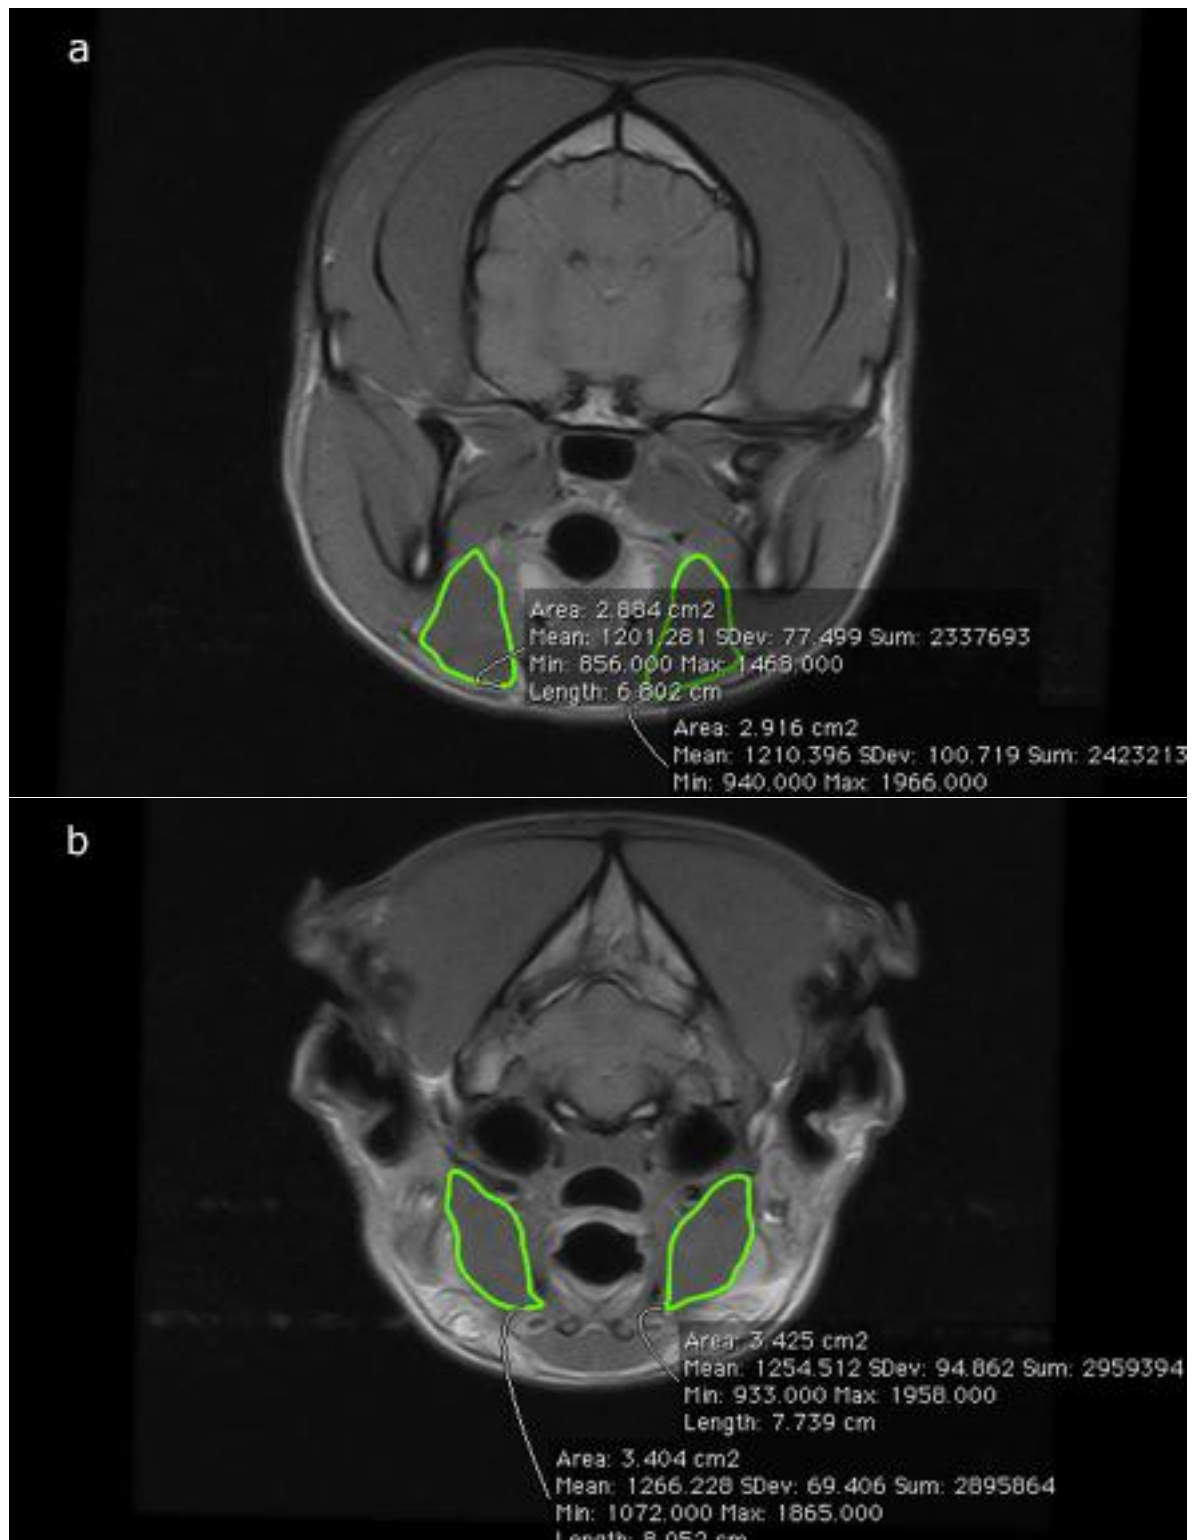 a
Area: 2.884 cm2
Mean: 1201.281 SDev: 77.499 Sum: 2337693
Min: 856.000 Max: 1468.000
Length: 6.802 cm
Area: 2.916 cm2
Mean: 1210.396 SDev: 100.719 Sum: 2423213
Min: 940.000 Max: 1966.000
b
Area: 3.425 cm2
Mean: 1254.512 SDev: 94.862 Sum: 2959394
Min: 933.000 Max: 1958.000
Length: 7.739 cm
Area: 3.404 cm2
Mean: 1266.228 SDev: 69.406 Sum: 2895864
Min: 1072.000 Max: 1865.000
Length: 8.052 cm